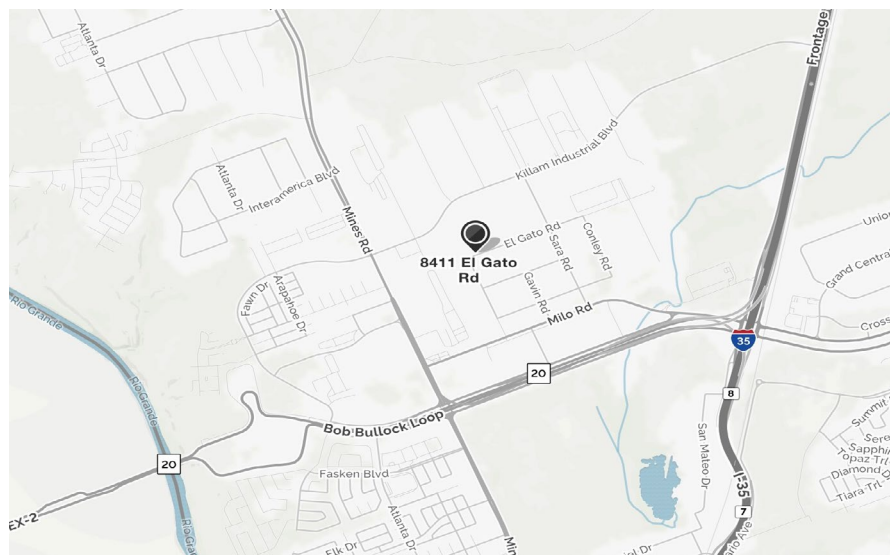 Atlanta Dr
Frontage
Killam Industrial Blvd
Atlanta Dr
Interamerica Blvd
Mines Rd
Union
El Gato Rd
Conley Rd
Sara Rd
8411 El Gato
Rd
Grand Central
Gavin Rd
Fawn Dr
Arapahoe Dr
Rio Grande
Milo Rd
Cross
35
20
Rio Grande
8
Bob Bullock Loop
Summit
San Mateo Dr
Sere
Sapphi
Topaz Trl
Diamond
Tiara Trl
20
Fasken Blvd
I-35
7
EX-2
Atlanta Dr
Rio
Elk Dr